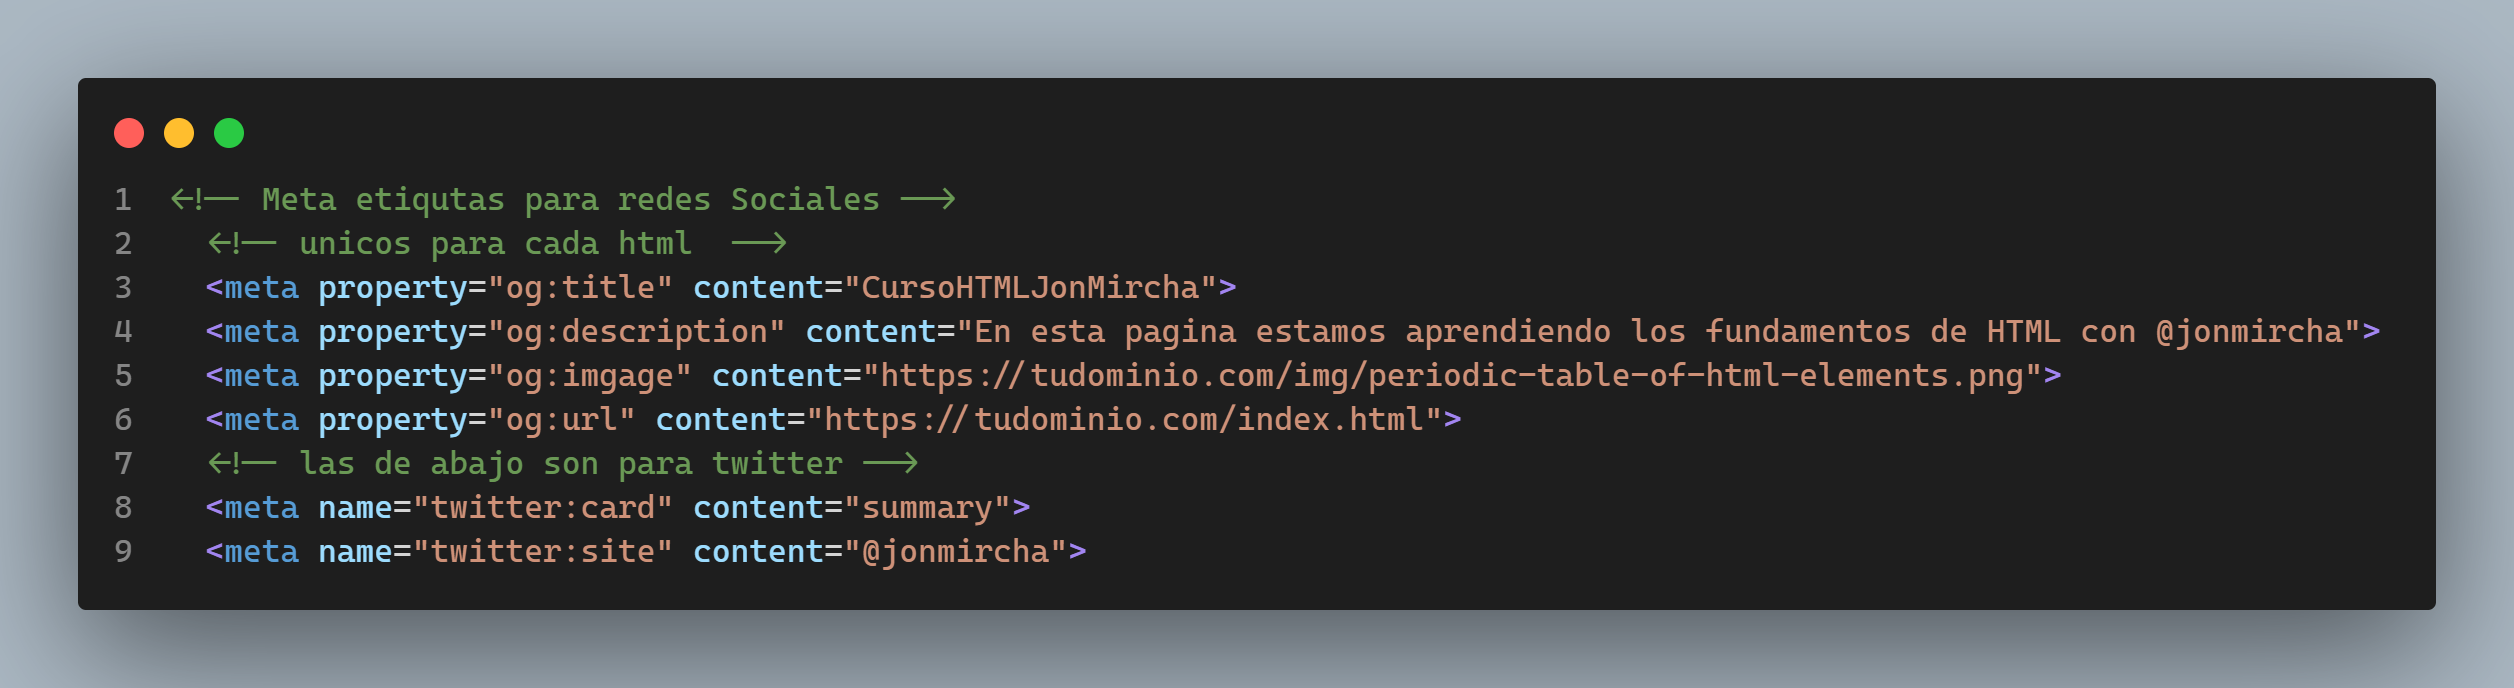 1 <!-- Meta etiqutas para redes Sociales -->
2 <!-- unicos para cada html  -->
3 <meta property="og:title" content="CursoHTMLJonMircha">
4 <meta property="og:description" content="En esta pagina estamos aprendiendo los fundamentos de HTML con @jonmircha">
5 <meta property="og:imgage" content="https://tudominio.com/img/periodic-table-of-html-elements.png">
6 <meta property="og:url" content="https://tudominio.com/index.html">
7 <!-- las de abajo son para twitter -->
8 <meta name="twitter:card" content="summary">
9 <meta name="twitter:site" content="@jonmircha">